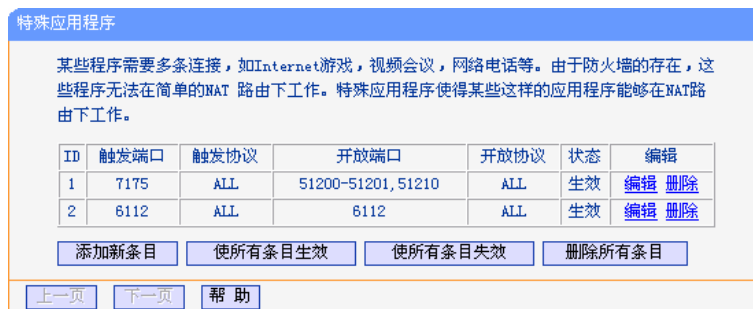 特殊应用程序
某些程序需要多条连接，如Internet游戏，视频会议，网络电话等。由于防火墙的存在，这
些程序无法在简单的NAT 路由下工作。特殊应用程序使得某些这样的应用程序能够在NAT路
由下工作。
ID 触发端口 触发协议 开放端口 开放协议 状态 编辑
1 7175 ALL 51200-51201,51210 ALL 生效 编辑 删除
2 6112 ALL 6112 ALL 生效 编辑 删除
添加新条目 使所有条目生效 使所有条目失效 删除所有条目
上一页 下一页 帮 助